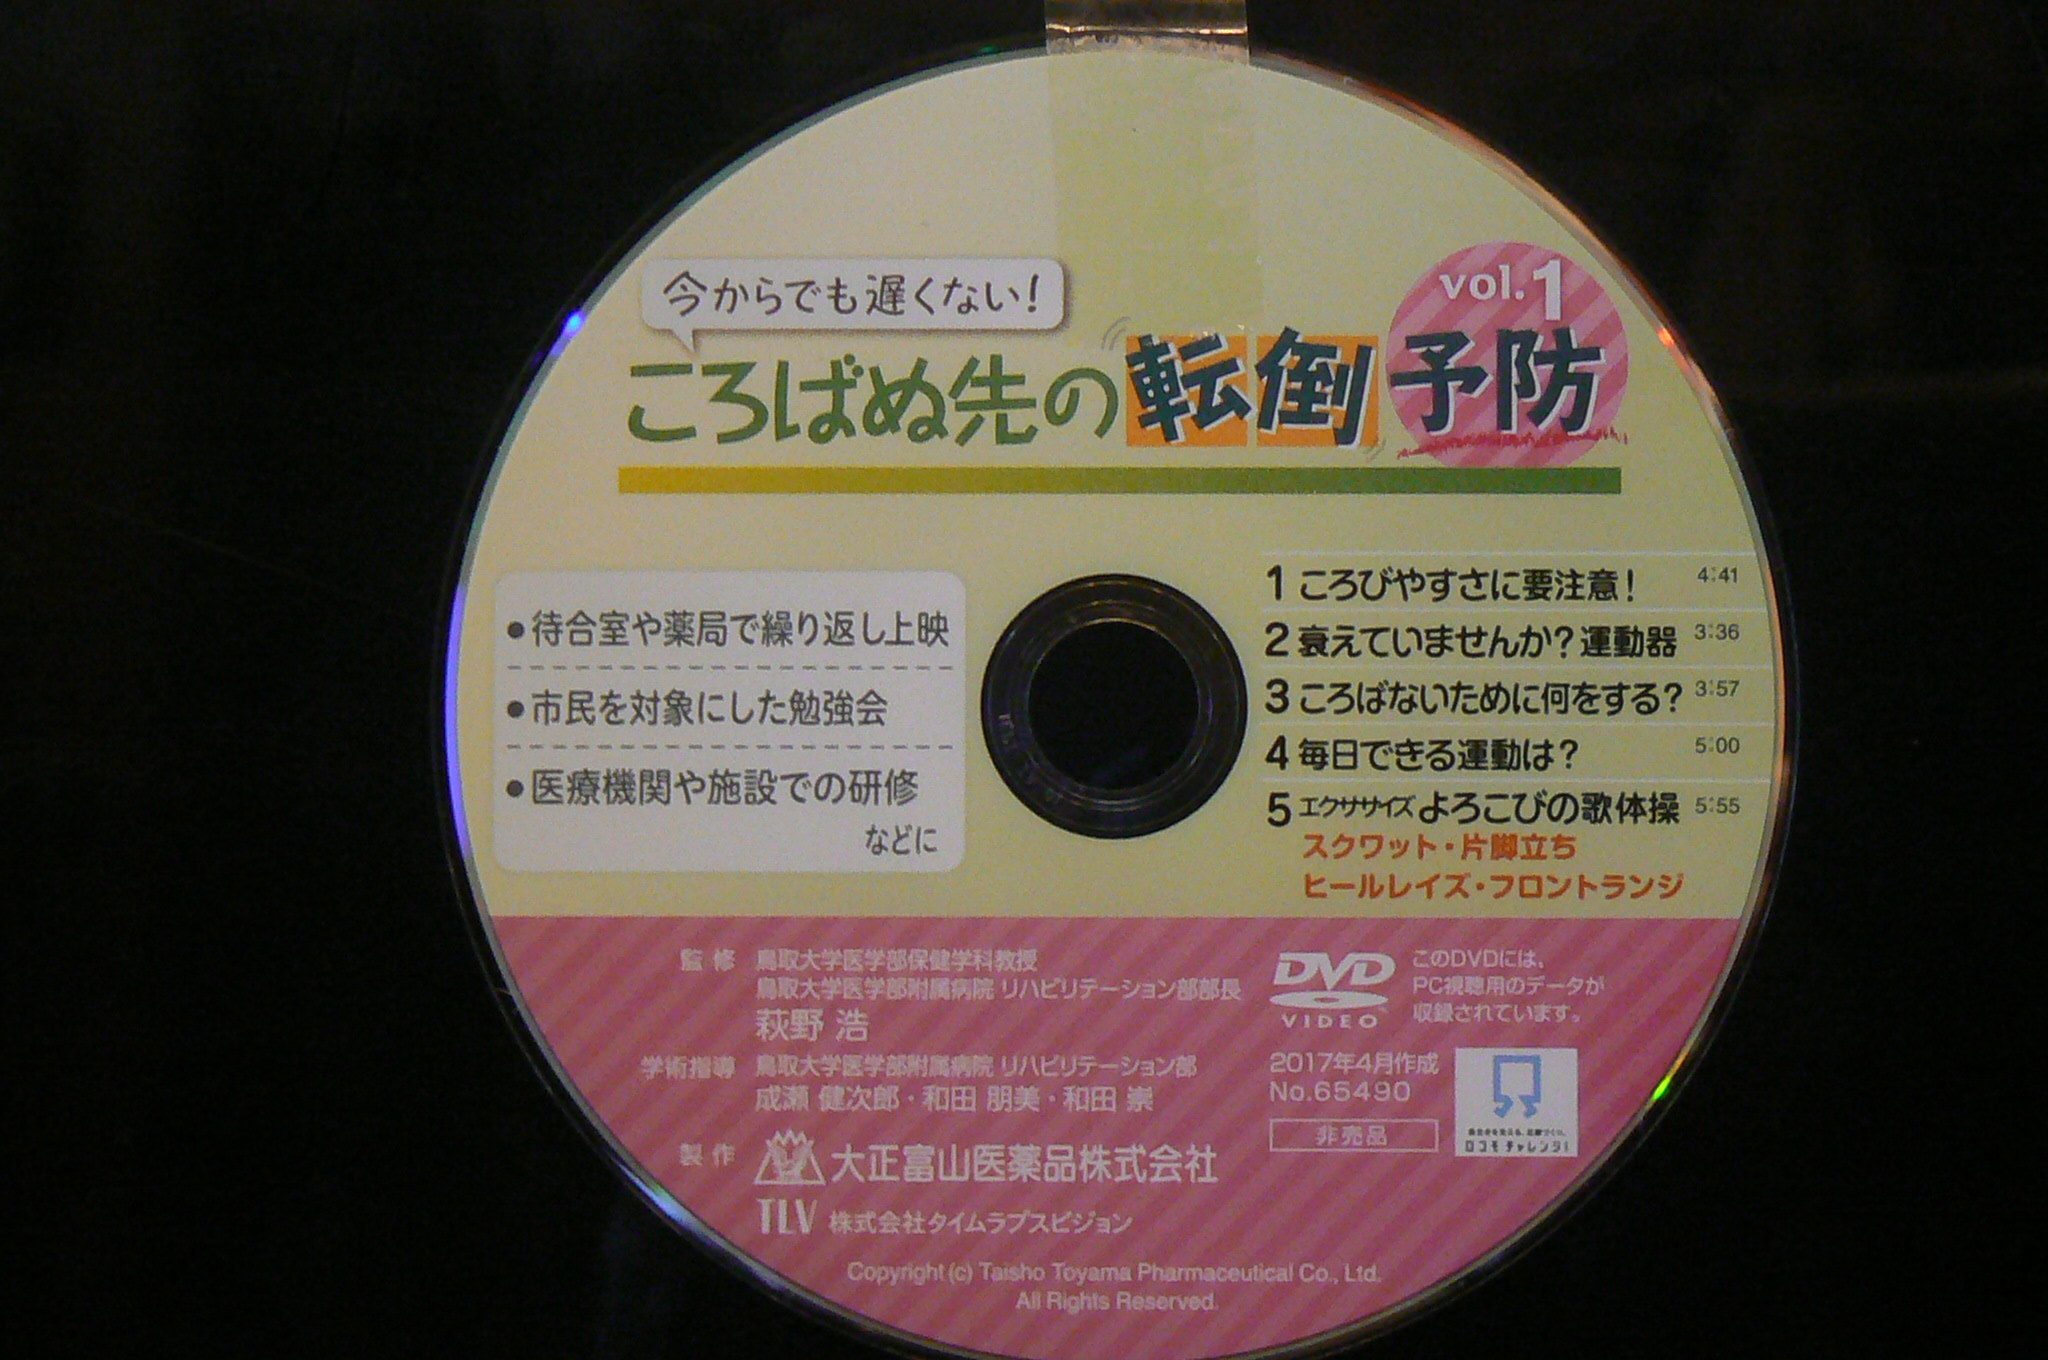 今からでも遅くない!
vol.1
ころばぬ先の転倒予防
●待合室や薬局で繰り返し上映
●市民を対象にした勉強会
●医療機関や施設での研修
などに
1 ころびやすさに要注意! 4:41
2 衰えていませんか?運動器 3:36
3 ころばないために何をする? 3:57
4 毎日できる運動は? 5:00
5 エクササイズ よろこびの歌体操 5:55
スクワット・片脚立ち
ヒールレイズ・フロントランジ
監修 鳥取大学医学部保健学科教授
鳥取大学医学部附属病院 リハビリテーション部部長
萩野 浩
学術指導 鳥取大学医学部附属病院 リハビリテーション部
成瀬 健次郎・和田 朋美・和田 崇
製作 大正富山医薬品株式会社
TLV 株式会社タイムラプスビジョン
DVD
VIDEO
このDVDには、
PC視聴用のデータが
収録されています。
2017年4月作成
No.65490
非売品
ロコモ チャレンジ!
Copyright (c) Taisho Toyama Pharmaceutical Co., Ltd.
All Rights Reserved.